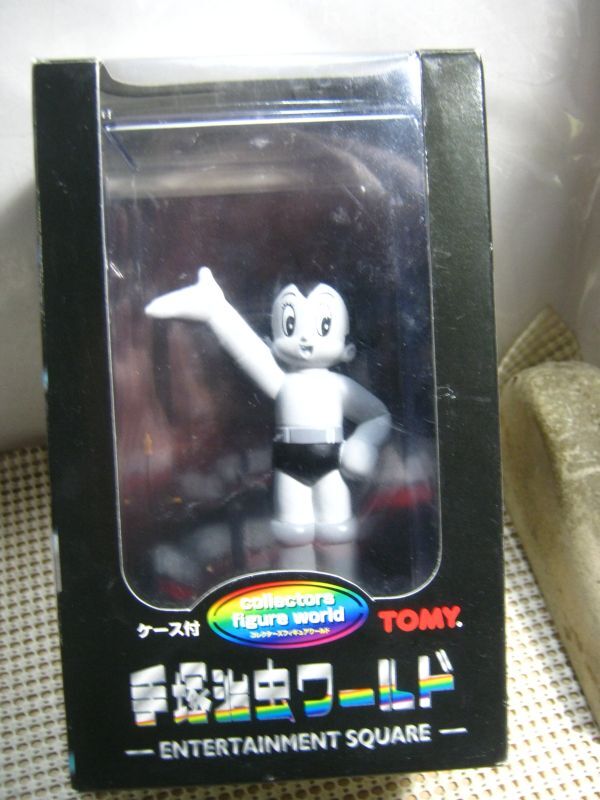 ケース付
collectors
figure world
コレクターズフィギュアワールド
TOMY.
手塚治虫ワールド
— ENTERTAINMENT SQUARE —